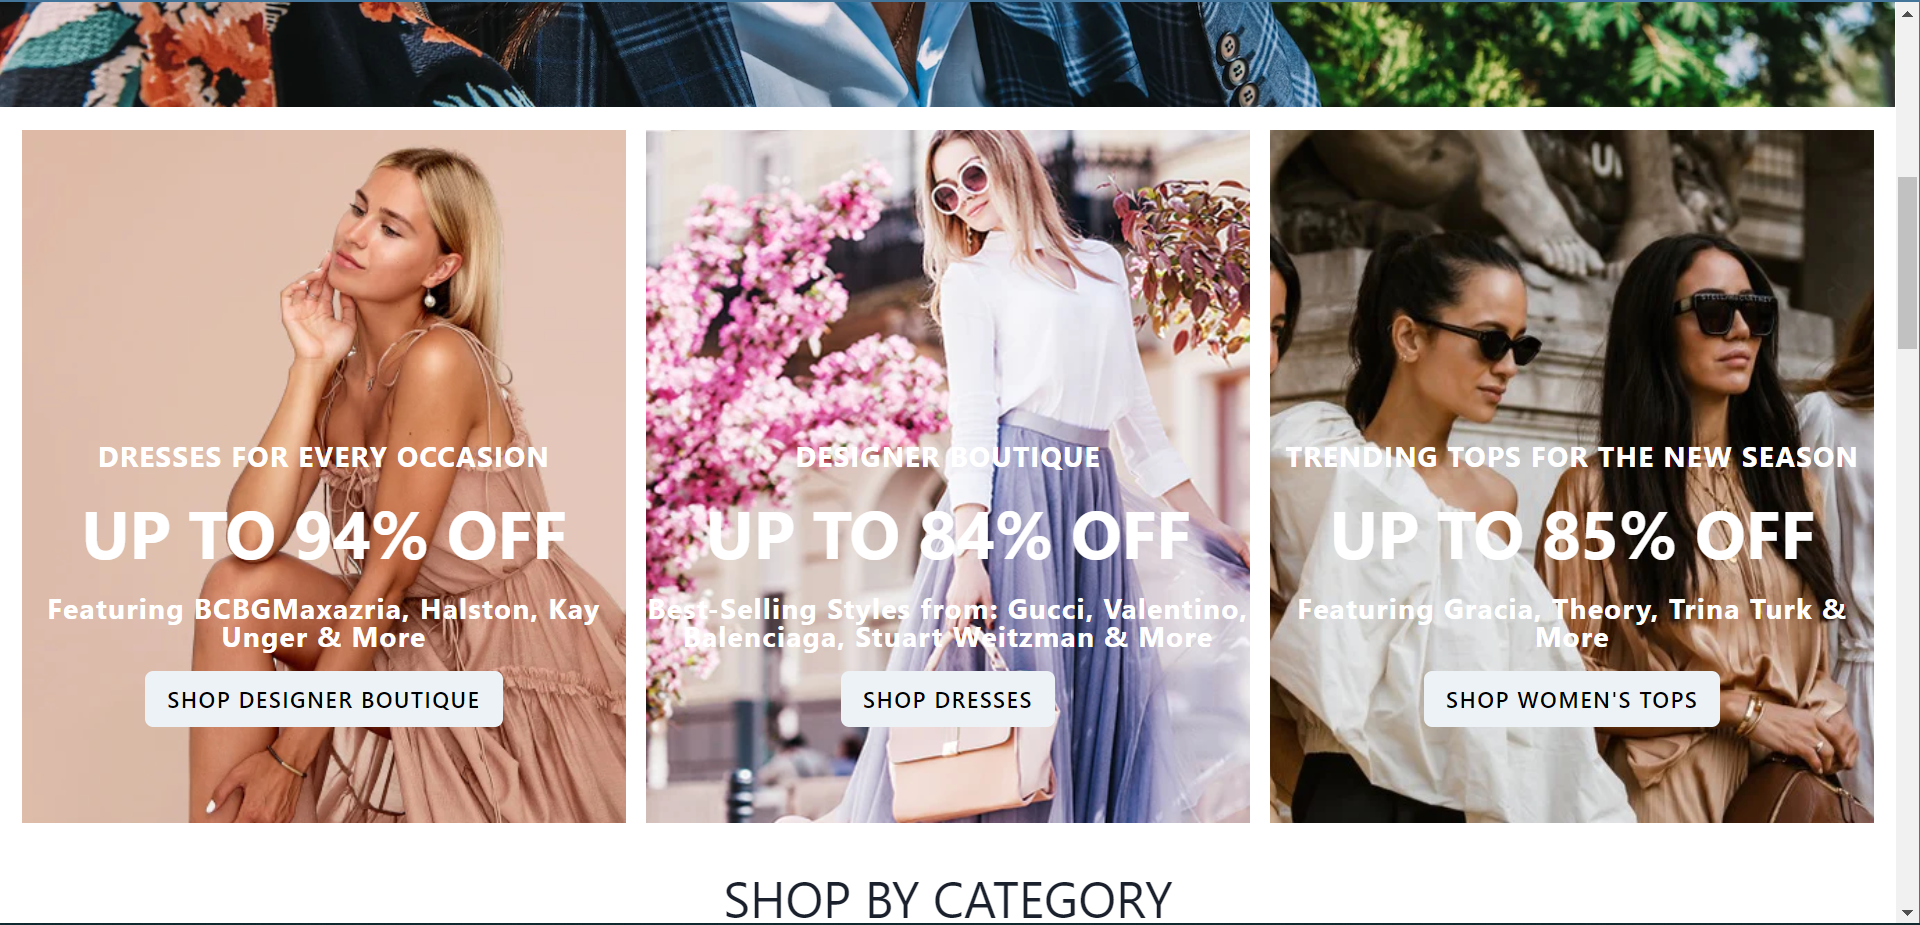 DRESSES FOR EVERY OCCASION
UP TO 94% OFF
Featuring BCBGMaxazria, Halston, Kay
Unger & More
SHOP DESIGNER BOUTIQUE
DESIGNER BOUTIQUE
UP TO 84% OFF
Best-Selling Styles from: Gucci, Valentino,
Balenciaga, Stuart Weitzman & More
SHOP DRESSES
TRENDING TOPS FOR THE NEW SEASON
UP TO 85% OFF
Featuring Gracia, Theory, Trina Turk &
More
SHOP WOMEN'S TOPS
SHOP BY CATEGORY